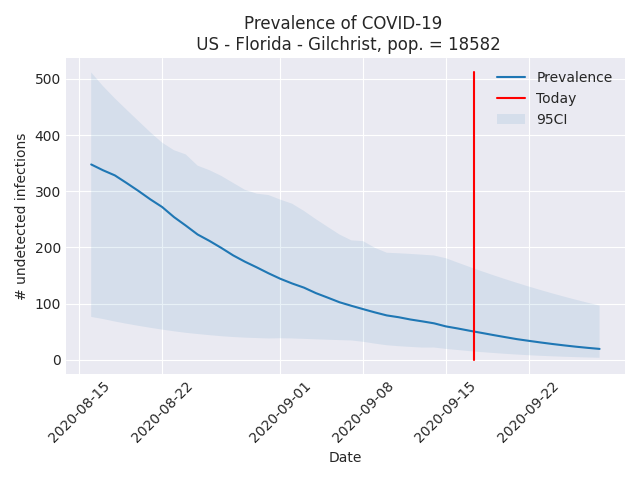 Prevalence of COVID-19
US - Florida - Gilchrist, pop. = 18582
# undetected infections
500
400
300
200
100
0
Prevalence
Today
95CI
2020-08-15
2020-08-22
2020-09-01
2020-09-08
2020-09-15
2020-09-22
Date